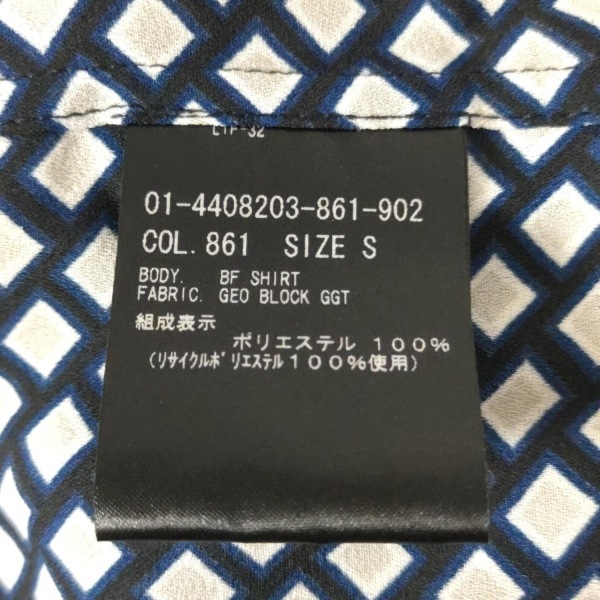 01-4408203-861-902
COL. 861 SIZE S
BODY. BF SHIRT
FABRIC. GEO BLOCK GGT
組成表示
ポリエステル 100%
(リサイクルポリエステル100%使用)